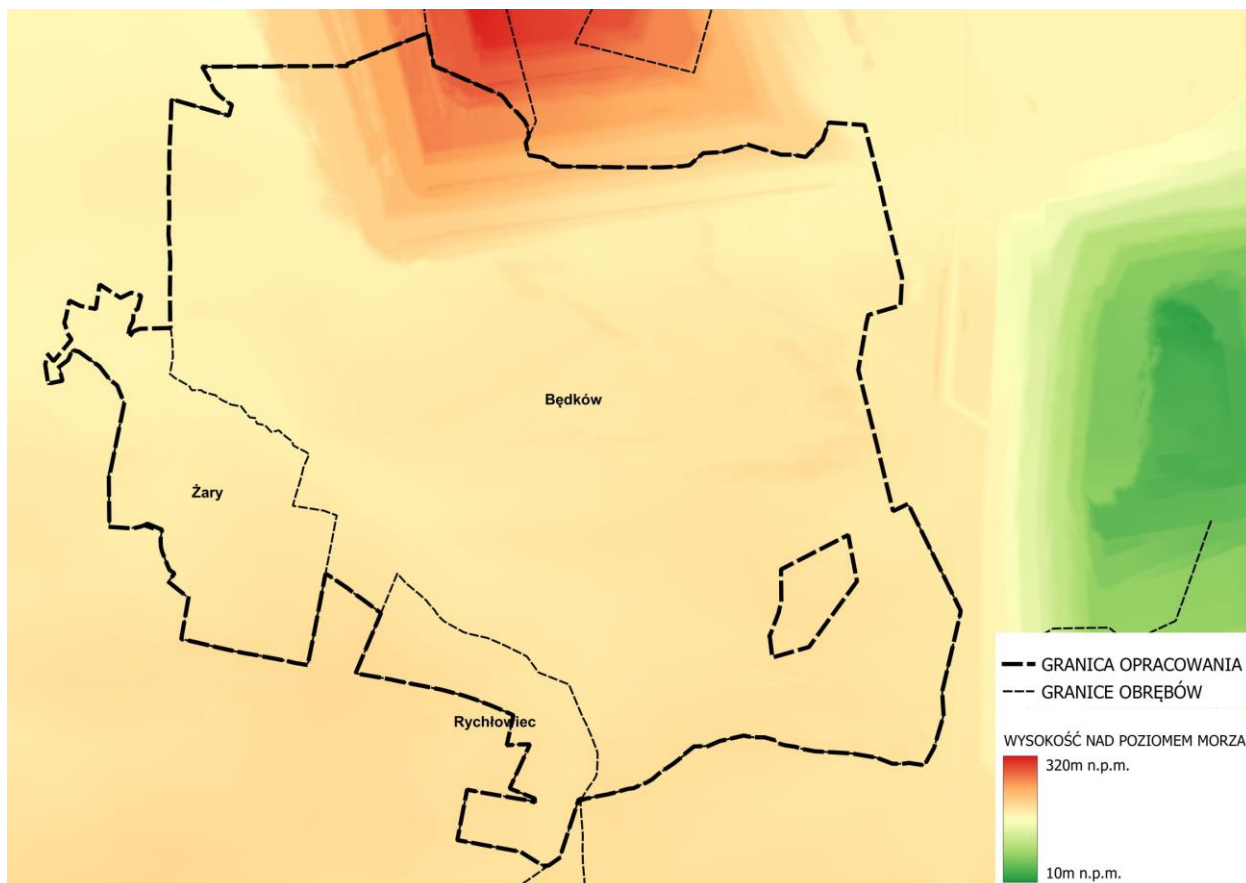 Będków
Żary
Rychłowiec
GRANICA OPRACOWANIA
GRANICE OBRĘBÓW
WYSOKOŚĆ NAD POZIOMEM MORZA
320m n.p.m.
10m n.p.m.